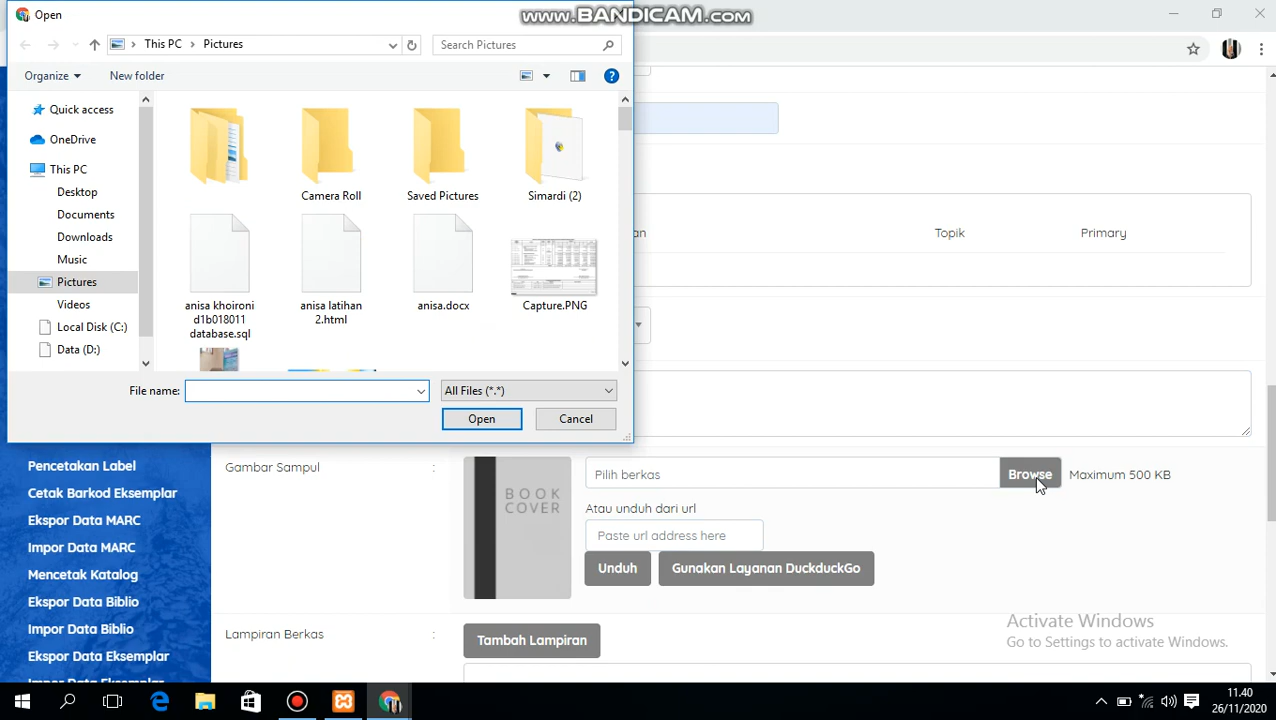 Open
www.BANDICAM.com
This PC
Pictures
Search Pictures
Organize
New folder
Quick access
OneDrive
This PC
Desktop
Documents
Downloads
Music
Pictures
Videos
Local Disk (C:)
Data (D:)
Camera Roll
Saved Pictures
Simardi (2)
anisa khoironi
d1b018011
database.sql
anisa latihan
2.html
anisa.docx
Capture.PNG
File name:
All Files (*.*)
Open
Cancel
Topik
Primary
Pencetakan Label
Cetak Barkod Eksemplar
Ekspor Data MARC
Impor Data MARC
Mencetak Katalog
Ekspor Data Biblio
Impor Data Biblio
Ekspor Data Eksemplar
Gambar Sampul :
BOOK
COVER
Pilih berkas
Browse
Maximum 500 KB
Atau unduh dari url
Paste url address here
Unduh
Gunakan Layanan DuckduckGo
Lampiran Berkas :
Tambah Lampiran
Activate Windows
Go to Settings to activate Windows.
11.40
26/11/2020